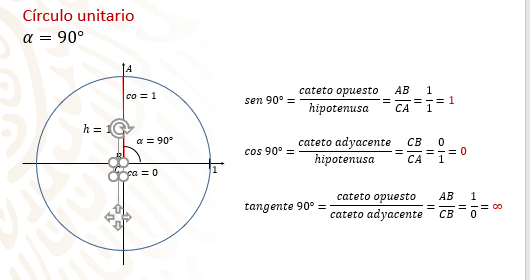 Círculo unitario
α = 90°
A
co = 1
h = 1
α = 90°
ca = 0
1
sen 90° = cateto opuesto / hipotenusa = AB / CA = 1 / 1 = 1
cos 90° = cateto adyacente / hipotenusa = CB / CA = 0 / 1 = 0
tangente 90° = cateto opuesto / cateto adyacente = AB / CB = 1 / 0 = ∞